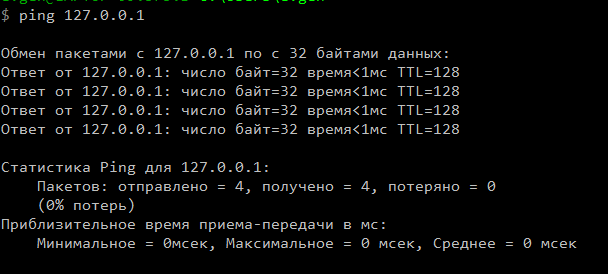 $ ping 127.0.0.1
Обмен пакетами с 127.0.0.1 по с 32 байтами данных:
Ответ от 127.0.0.1: число байт=32 время<1мс TTL=128
Ответ от 127.0.0.1: число байт=32 время<1мс TTL=128
Ответ от 127.0.0.1: число байт=32 время<1мс TTL=128
Ответ от 127.0.0.1: число байт=32 время<1мс TTL=128
Статистика Ping для 127.0.0.1:
Пакетов: отправлено = 4, получено = 4, потеряно = 0
(0% потерь)
Приблизительное время приема-передачи в мс:
Минимальное = 0мсек, Максимальное = 0 мсек, Среднее = 0 мсек